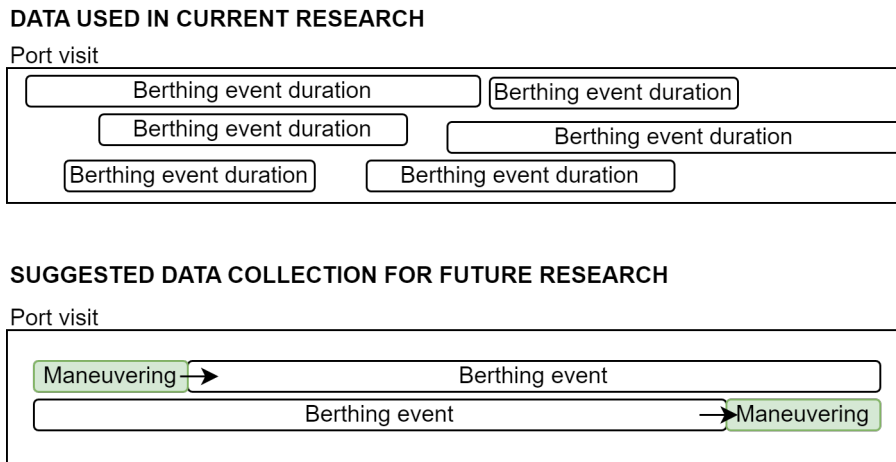 DATA USED IN CURRENT RESEARCH
Port visit
Berthing event duration
Berthing event duration
Berthing event duration
Berthing event duration
Berthing event duration
Berthing event duration
SUGGESTED DATA COLLECTION FOR FUTURE RESEARCH
Port visit
Maneuvering
Berthing event
Berthing event
Maneuvering